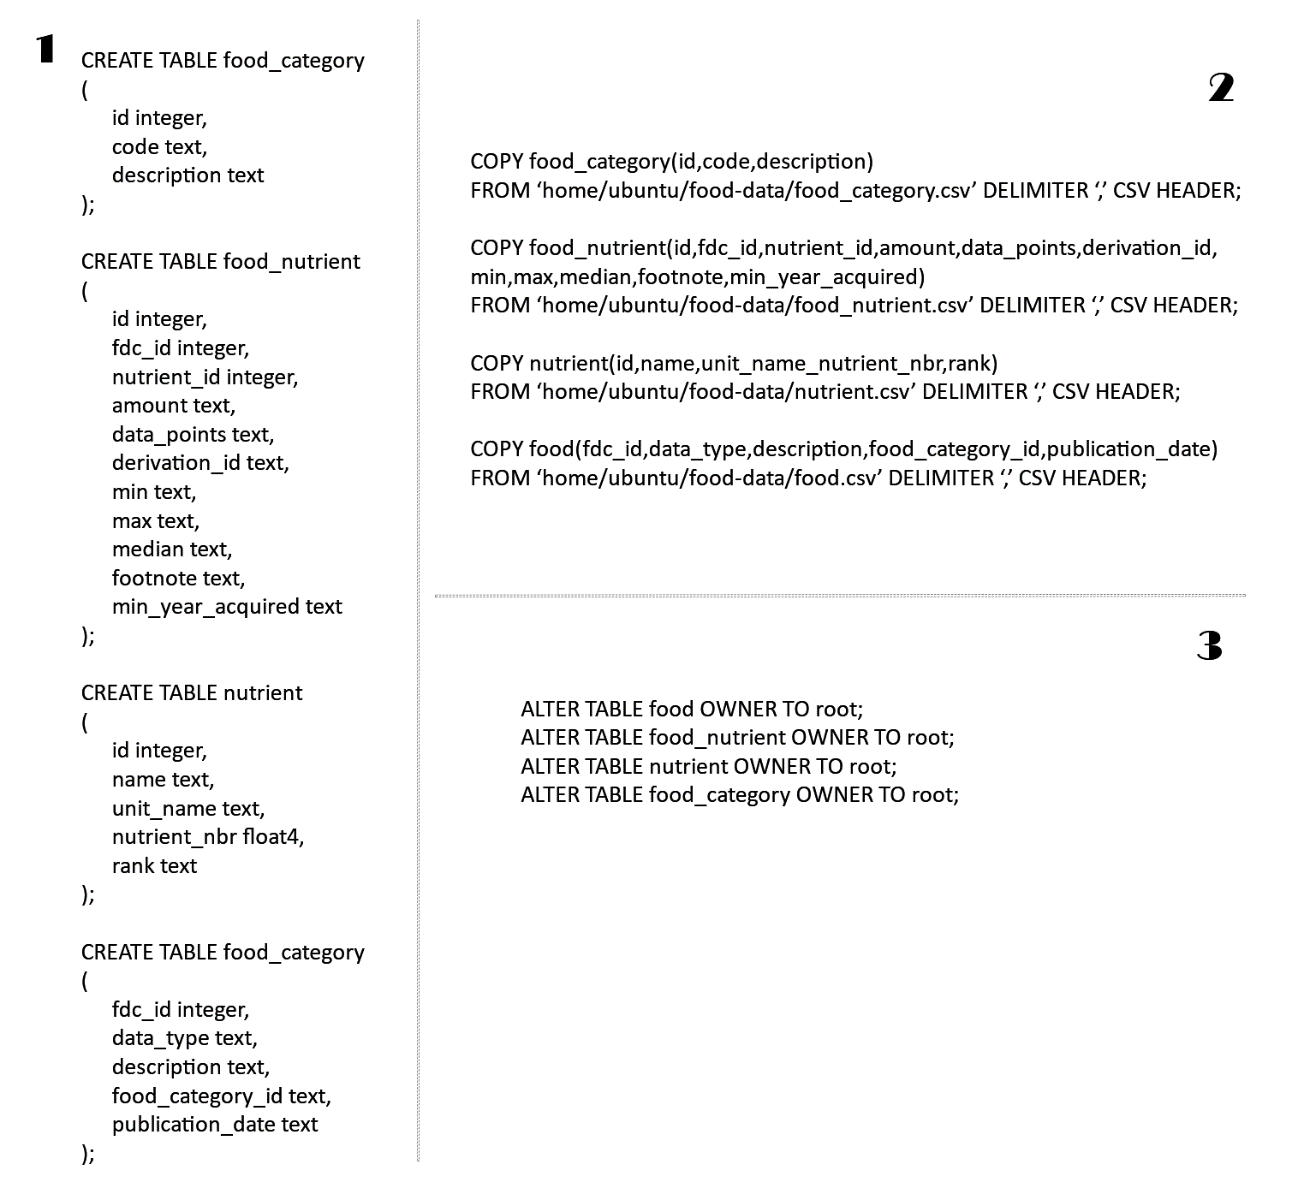 1
CREATE TABLE food_category
(
id integer,
code text,
description text
);
CREATE TABLE food_nutrient
(
id integer,
fdc_id integer,
nutrient_id integer,
amount text,
data_points text,
derivation_id text,
min text,
max text,
median text,
footnote text,
min_year_acquired text
);
CREATE TABLE nutrient
(
id integer,
name text,
unit_name text,
nutrient_nbr float4,
rank text
);
CREATE TABLE food_category
(
fdc_id integer,
data_type text,
description text,
food_category_id text,
publication_date text
);
2
COPY food_category(id,code,description)
FROM ‘home/ubuntu/food-data/food_category.csv’ DELIMITER ‘,’ CSV HEADER;
COPY food_nutrient(id,fdc_id,nutrient_id,amount,data_points,derivation_id,
min,max,median,footnote,min_year_acquired)
FROM ‘home/ubuntu/food-data/food_nutrient.csv’ DELIMITER ‘,’ CSV HEADER;
COPY nutrient(id,name,unit_name_nutrient_nbr,rank)
FROM ‘home/ubuntu/food-data/nutrient.csv’ DELIMITER ‘,’ CSV HEADER;
COPY food(fdc_id,data_type,description,food_category_id,publication_date)
FROM ‘home/ubuntu/food-data/food.csv’ DELIMITER ‘,’ CSV HEADER;
3
ALTER TABLE food OWNER TO root;
ALTER TABLE food_nutrient OWNER TO root;
ALTER TABLE nutrient OWNER TO root;
ALTER TABLE food_category OWNER TO root;